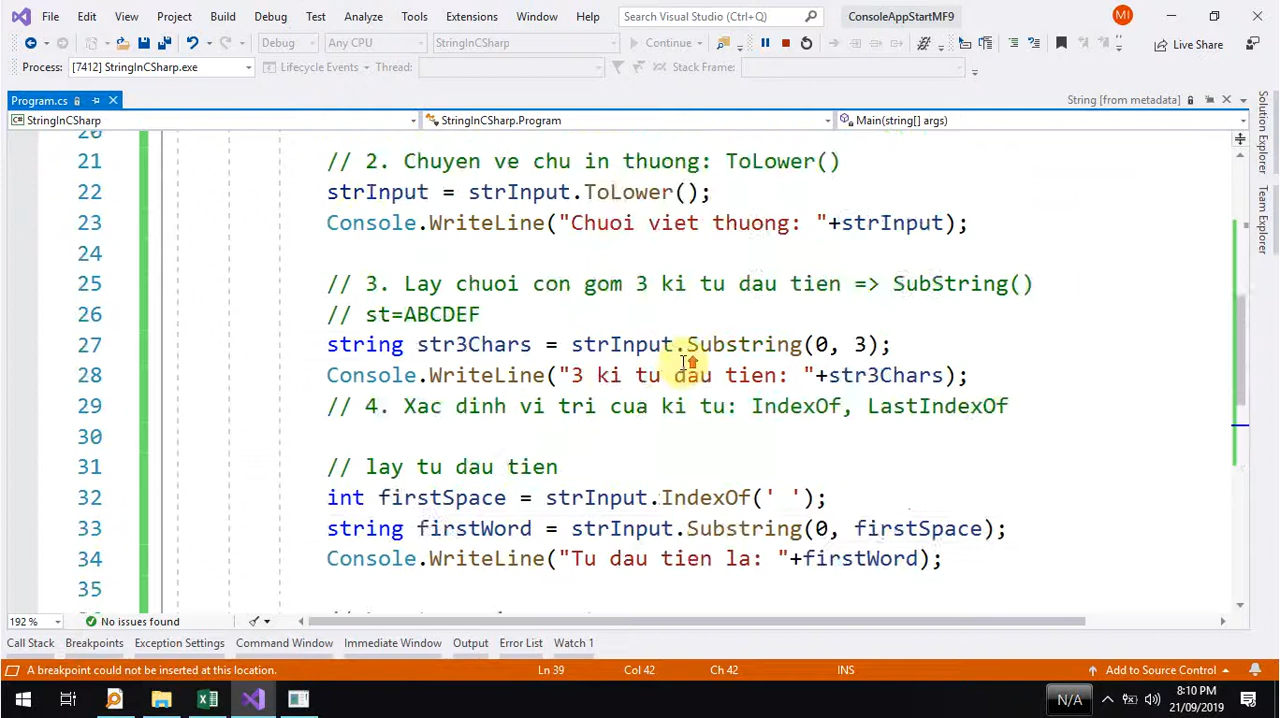 File Edit View Project Build Debug Test Analyze Tools Extensions Window Help Search Visual Studio (Ctrl+Q) ConsoleAppStartMF9 MI
Debug Any CPU StringInCSharp Continue Live Share
Process: [7412] StringInCSharp.exe Lifecycle Events Thread: Stack Frame:
Program.cs String [from metadata]
StringInCSharp StringInCSharp.Program Main(string[] args)
20
21 // 2. Chuyen ve chu in thuong: ToLower()
22 strInput = strInput.ToLower();
23 Console.WriteLine("Chuoi viet thuong: "+strInput);
24
25 // 3. Lay chuoi con gom 3 ki tu dau tien => SubString()
26 // st=ABCDEF
27 string str3Chars = strInput.Substring(0, 3);
28 Console.WriteLine("3 ki tu dau tien: "+str3Chars);
29 // 4. Xac dinh vi tri cua ki tu: IndexOf, LastIndexOf
30
31 // lay tu dau tien
32 int firstSpace = strInput.IndexOf(' ');
33 string firstWord = strInput.Substring(0, firstSpace);
34 Console.WriteLine("Tu dau tien la: "+firstWord);
35
192 % No issues found
Call Stack Breakpoints Exception Settings Command Window Immediate Window Output Error List Watch 1
A breakpoint could not be inserted at this location. Ln 39 Col 42 Ch 42 INS Add to Source Control
N/A 8:10 PM
21/09/2019
Solution Explorer
Team Explorer